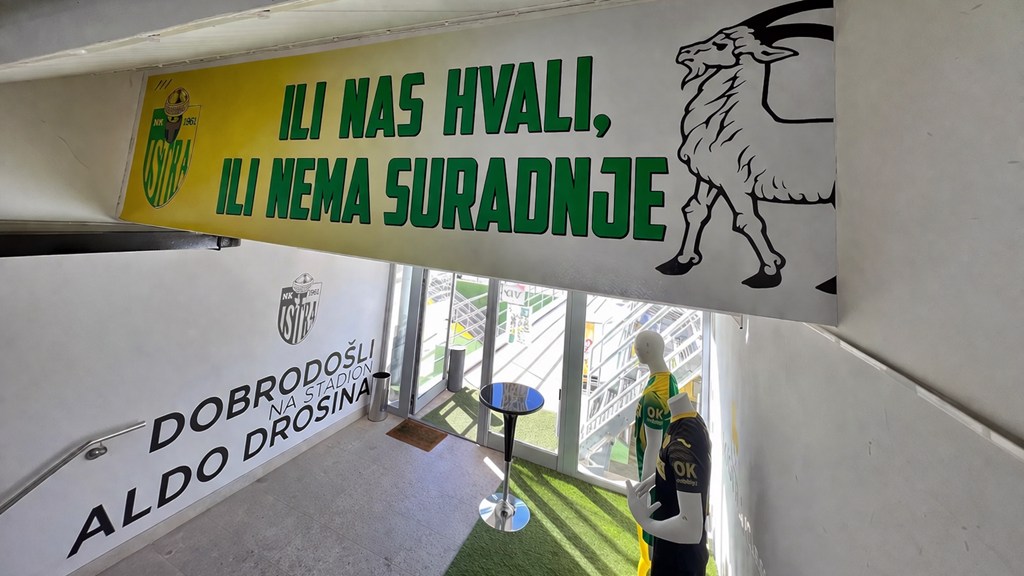 ILI NAS HVALI,
ILI NEMA SURADNJE
NK 1961
ISTRA
NK 1961
ISTRA
DOBRODOŠLI
NA STADION
ALDO DROSINA
OK
OK